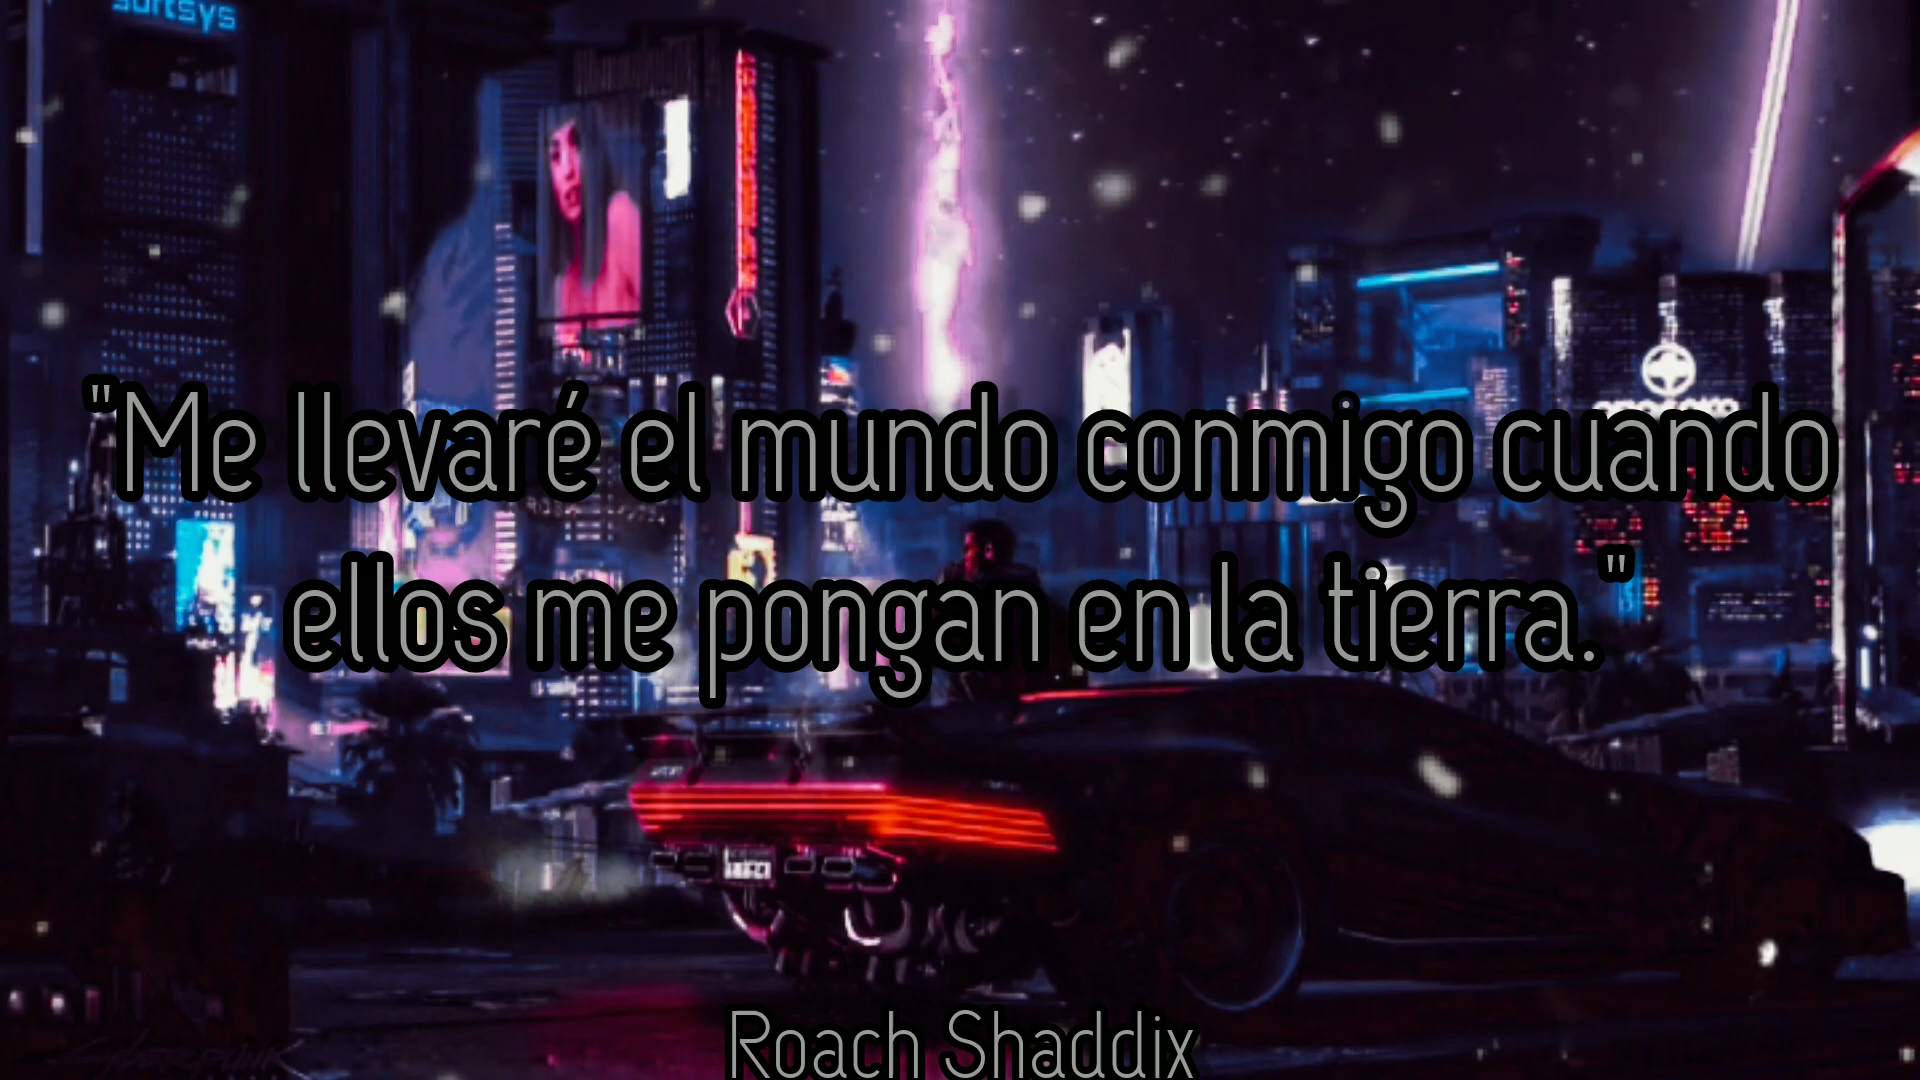 "Me llevaré el mundo conmigo cuando
ellos me pongan en la tierra."
Roach Shaddix